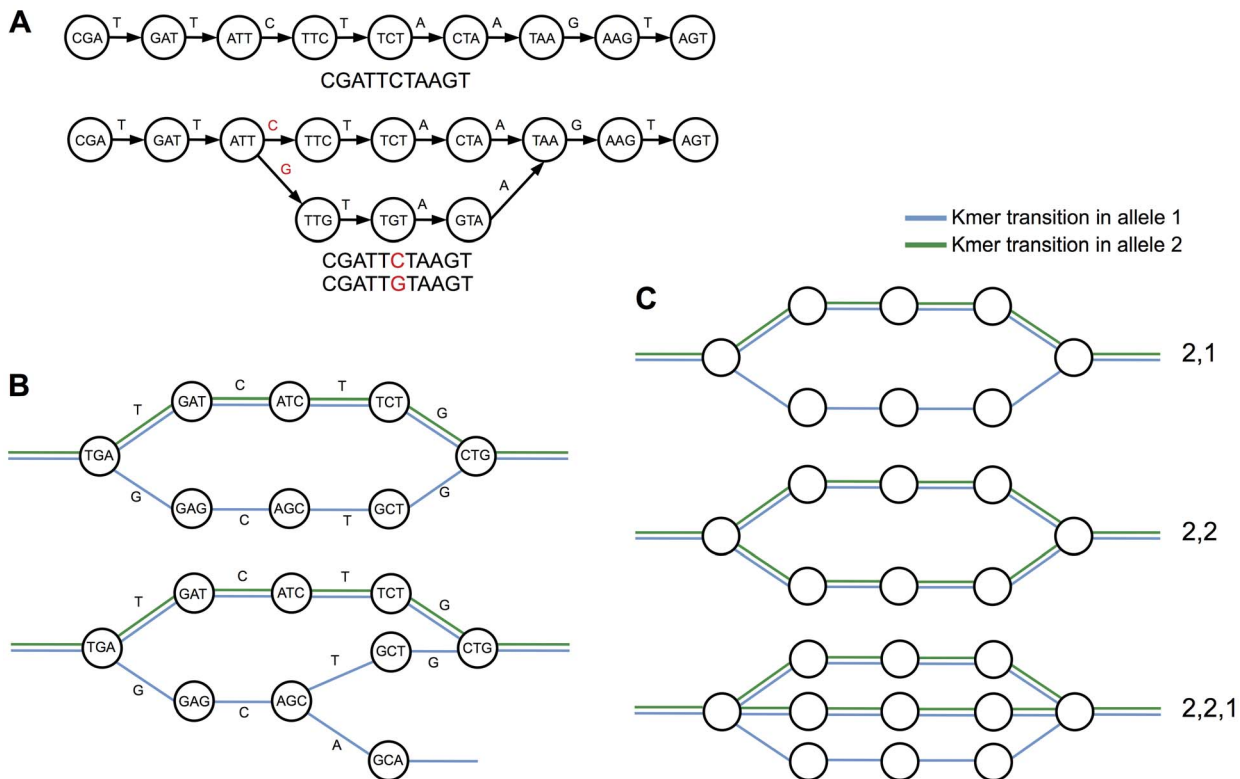 A
T T C T A A G T
CGA GAT ATT TTC TCT CTA TAA AAG AGT
CGATTCTAAGT
T T C T A A G T
CGA GAT ATT TTC TCT CTA TAA AAG AGT
G T A A
TTG TGT GTA
CGATTCTAAGT
CGATTGTAAGT
Kmer transition in allele 1
Kmer transition in allele 2
B
T C T G
GAT ATC TCT
TGA CTG
G C T G
GAG AGC GCT
T C T G
GAT ATC TCT
TGA CTG
T GCT G
G C
GAG AGC
A
GCA
C
2,1
2,2
2,2,1